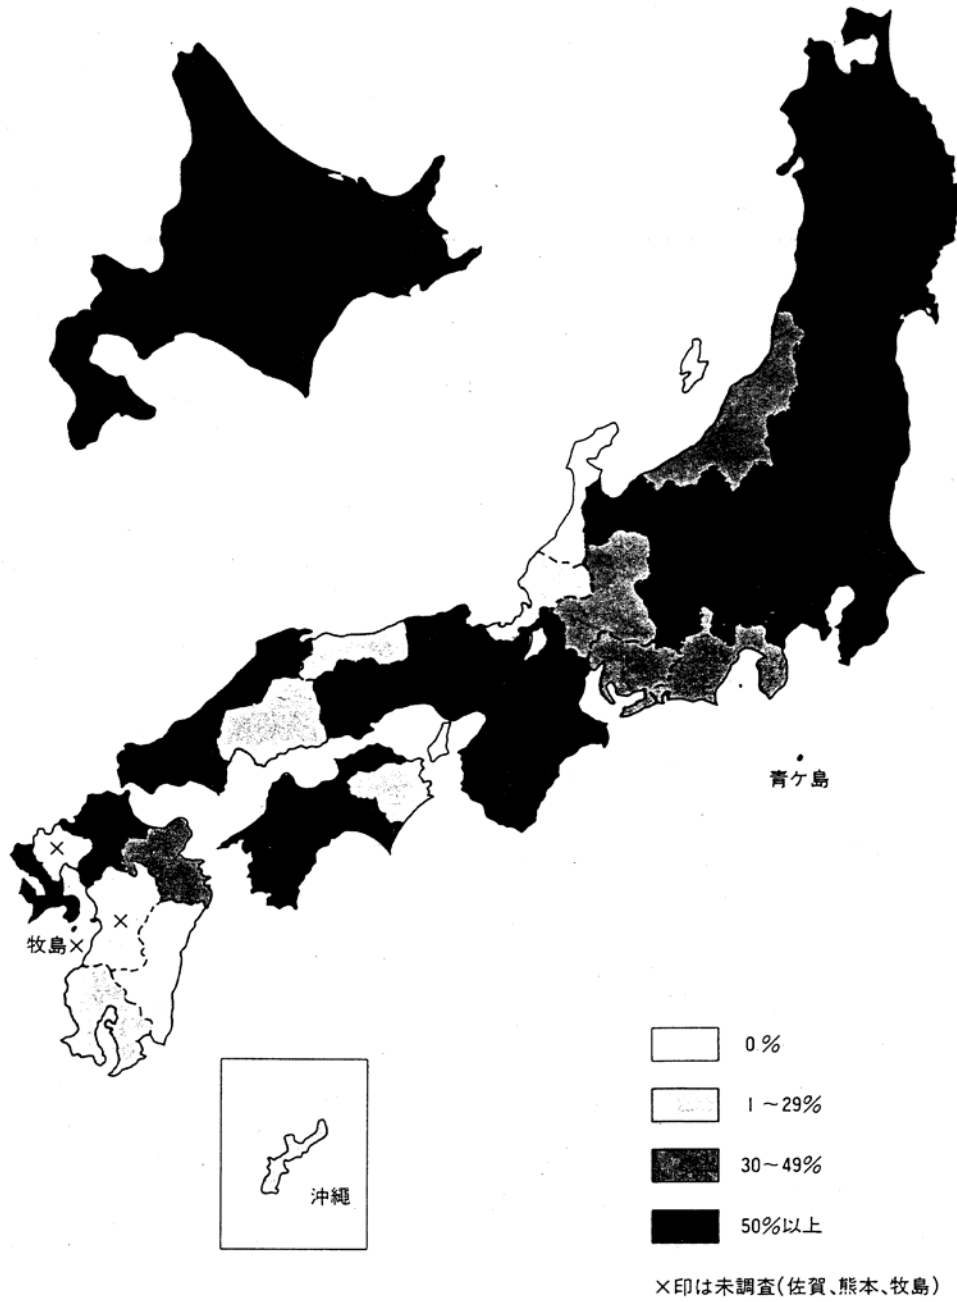 青ケ島
×
×
牧島×
沖縄
0%
1～29%
30～49%
50%以上
×印は未調査(佐賀、熊本、牧島)